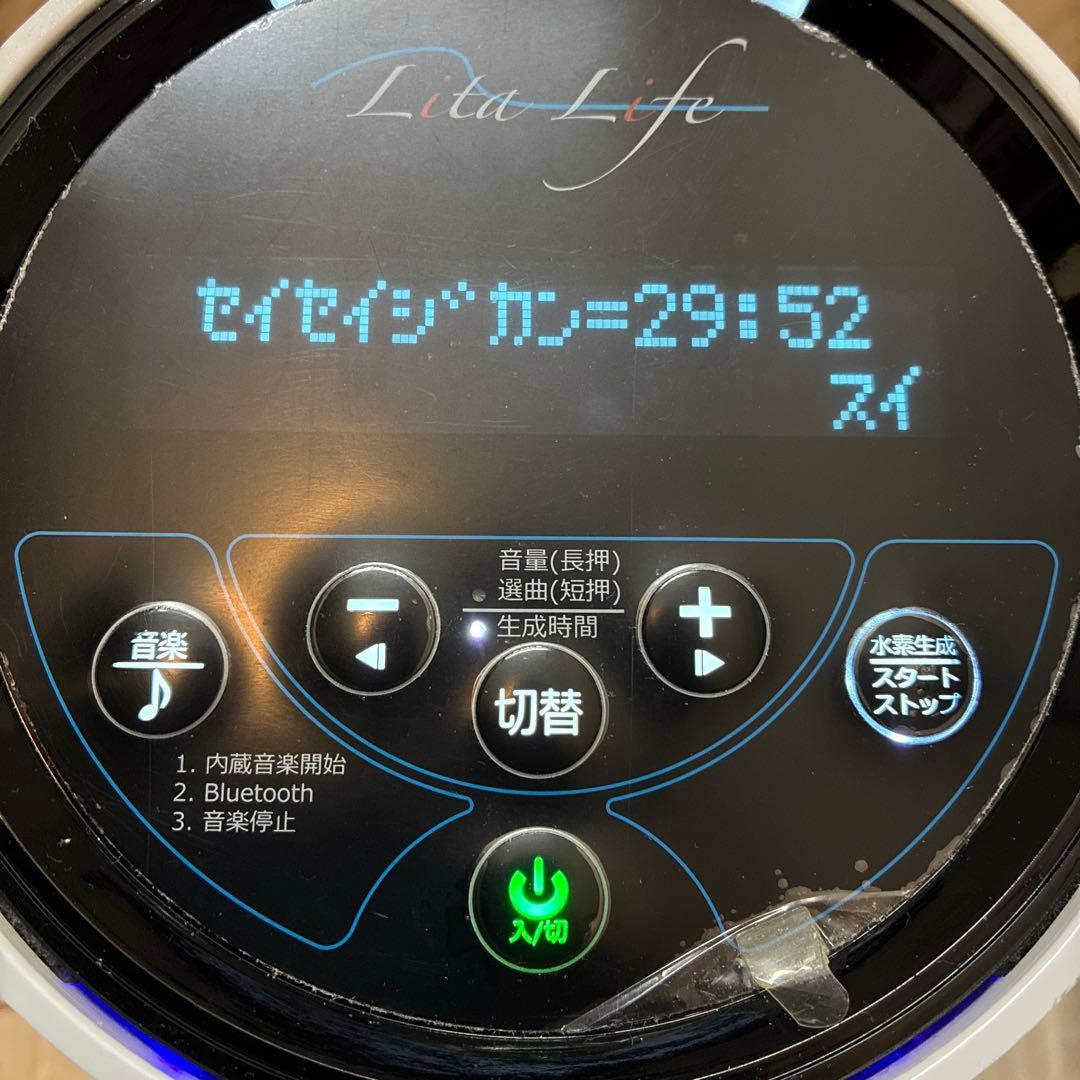 Lita Life
セイセイジカン=29:52
スイ
音量(長押)
選曲(短押)
生成時間
音楽
切替
水素生成
スタート
ストップ
1. 内蔵音楽開始
2. Bluetooth
3. 音楽停止
入/切